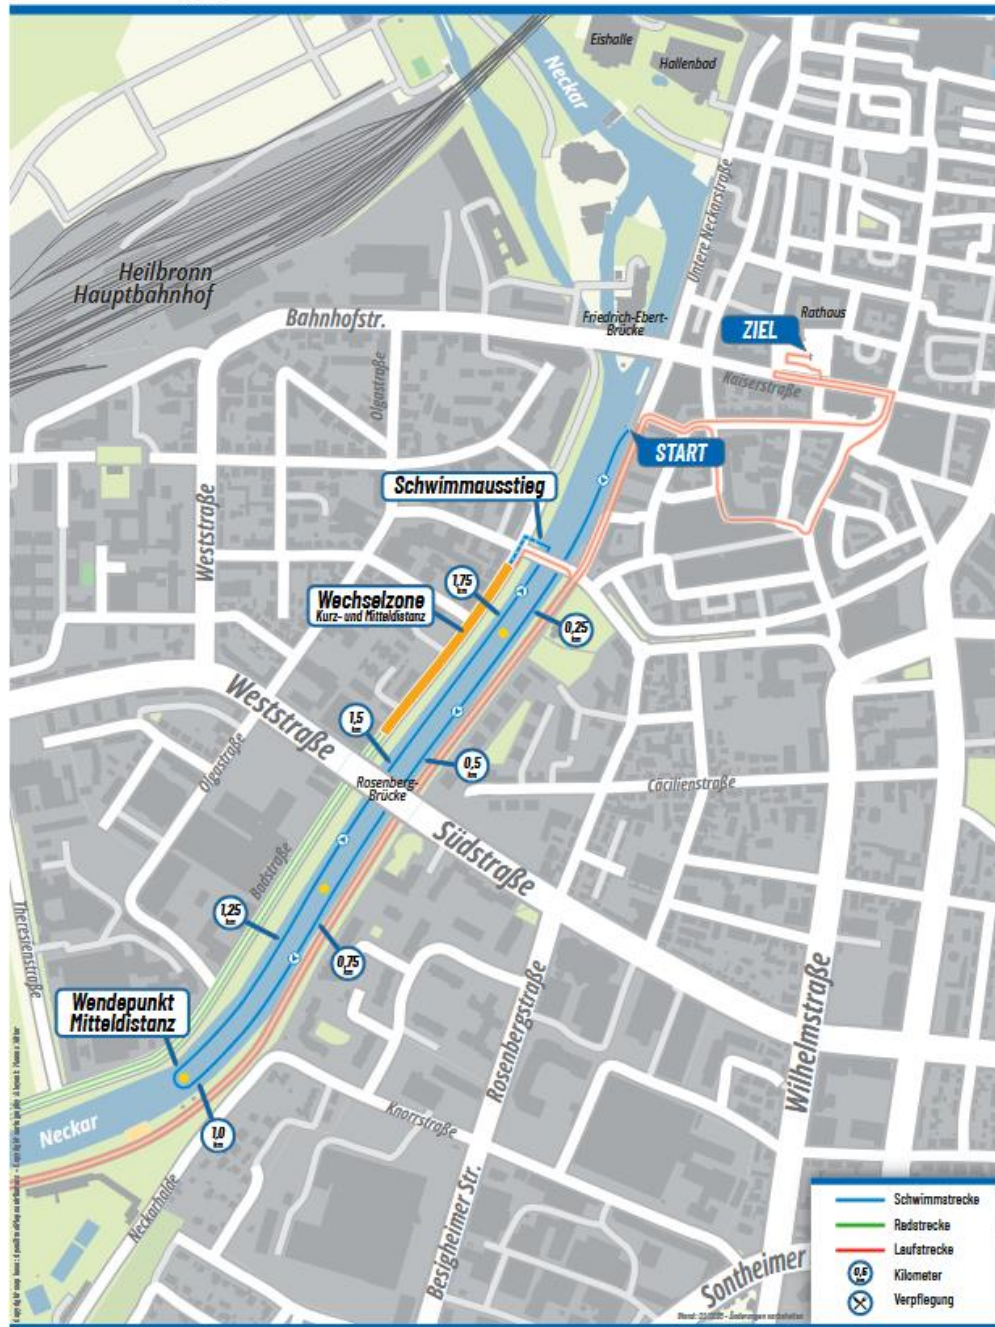 Eishalle
Hallenbad
Neckar
Untere Neckarstraße
Heilbronn
Hauptbahnhof
Bahnhofstr.
Friedrich-Ebert-
Brücke
Rathaus
ZIEL
Kaiserstraße
Olgastraße
START
Schwimmausstieg
Weststraße
1,75
km
Wechselzone
Kurz- und Mitteldistanz
0,25
km
Weststraße
1,5
km
Olgastraße
0,5
km
Rosenberg-
Brücke
Cäcilienstraße
Südstraße
Badstraße
1,25
km
Theresienstraße
0,75
km
Wendepunkt
Mitteldistanz
Rosenbergstraße
Wilhelmstraße
Neckar
1,0
km
Knorrstraße
Neckarhalde
Besigheimer Str.
Sontheimer
Schwimmstrecke
Radstrecke
Laufstrecke
0,6
km
Kilometer
Verpflegung